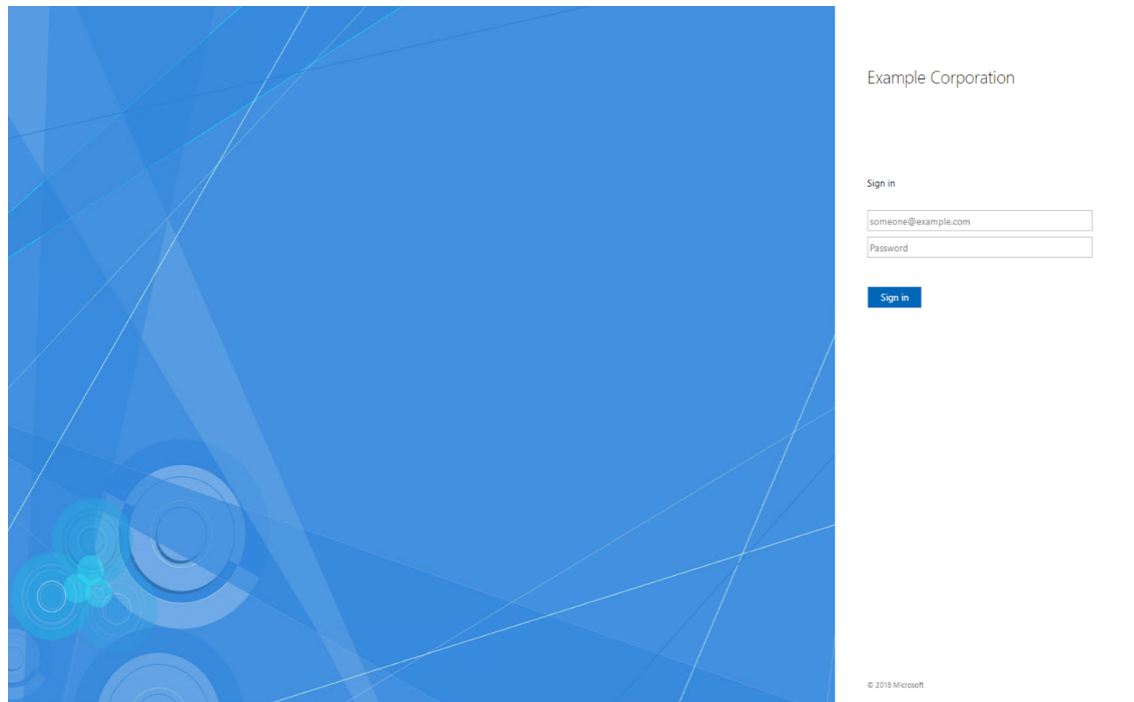 Example Corporation
Sign in
someone@example.com
Password
Sign in
© 2018 Microsoft